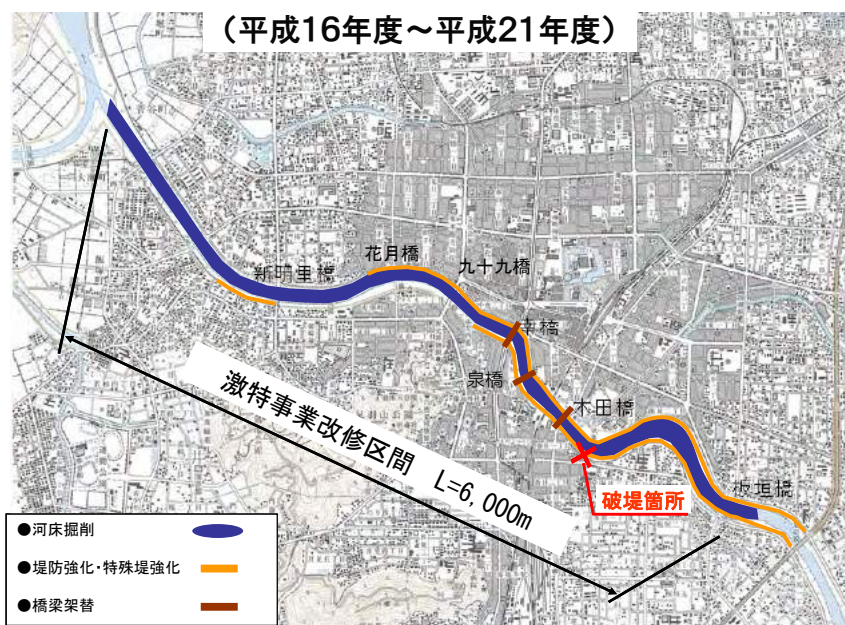 (平成16年度～平成21年度)
新明里橋
花月橋
九十九橋
幸橋
泉橋
木田橋
板垣橋
破堤箇所
激特事業改修区間 L=6,000m
●河床掘削
●堤防強化・特殊堤強化
●橋梁架替